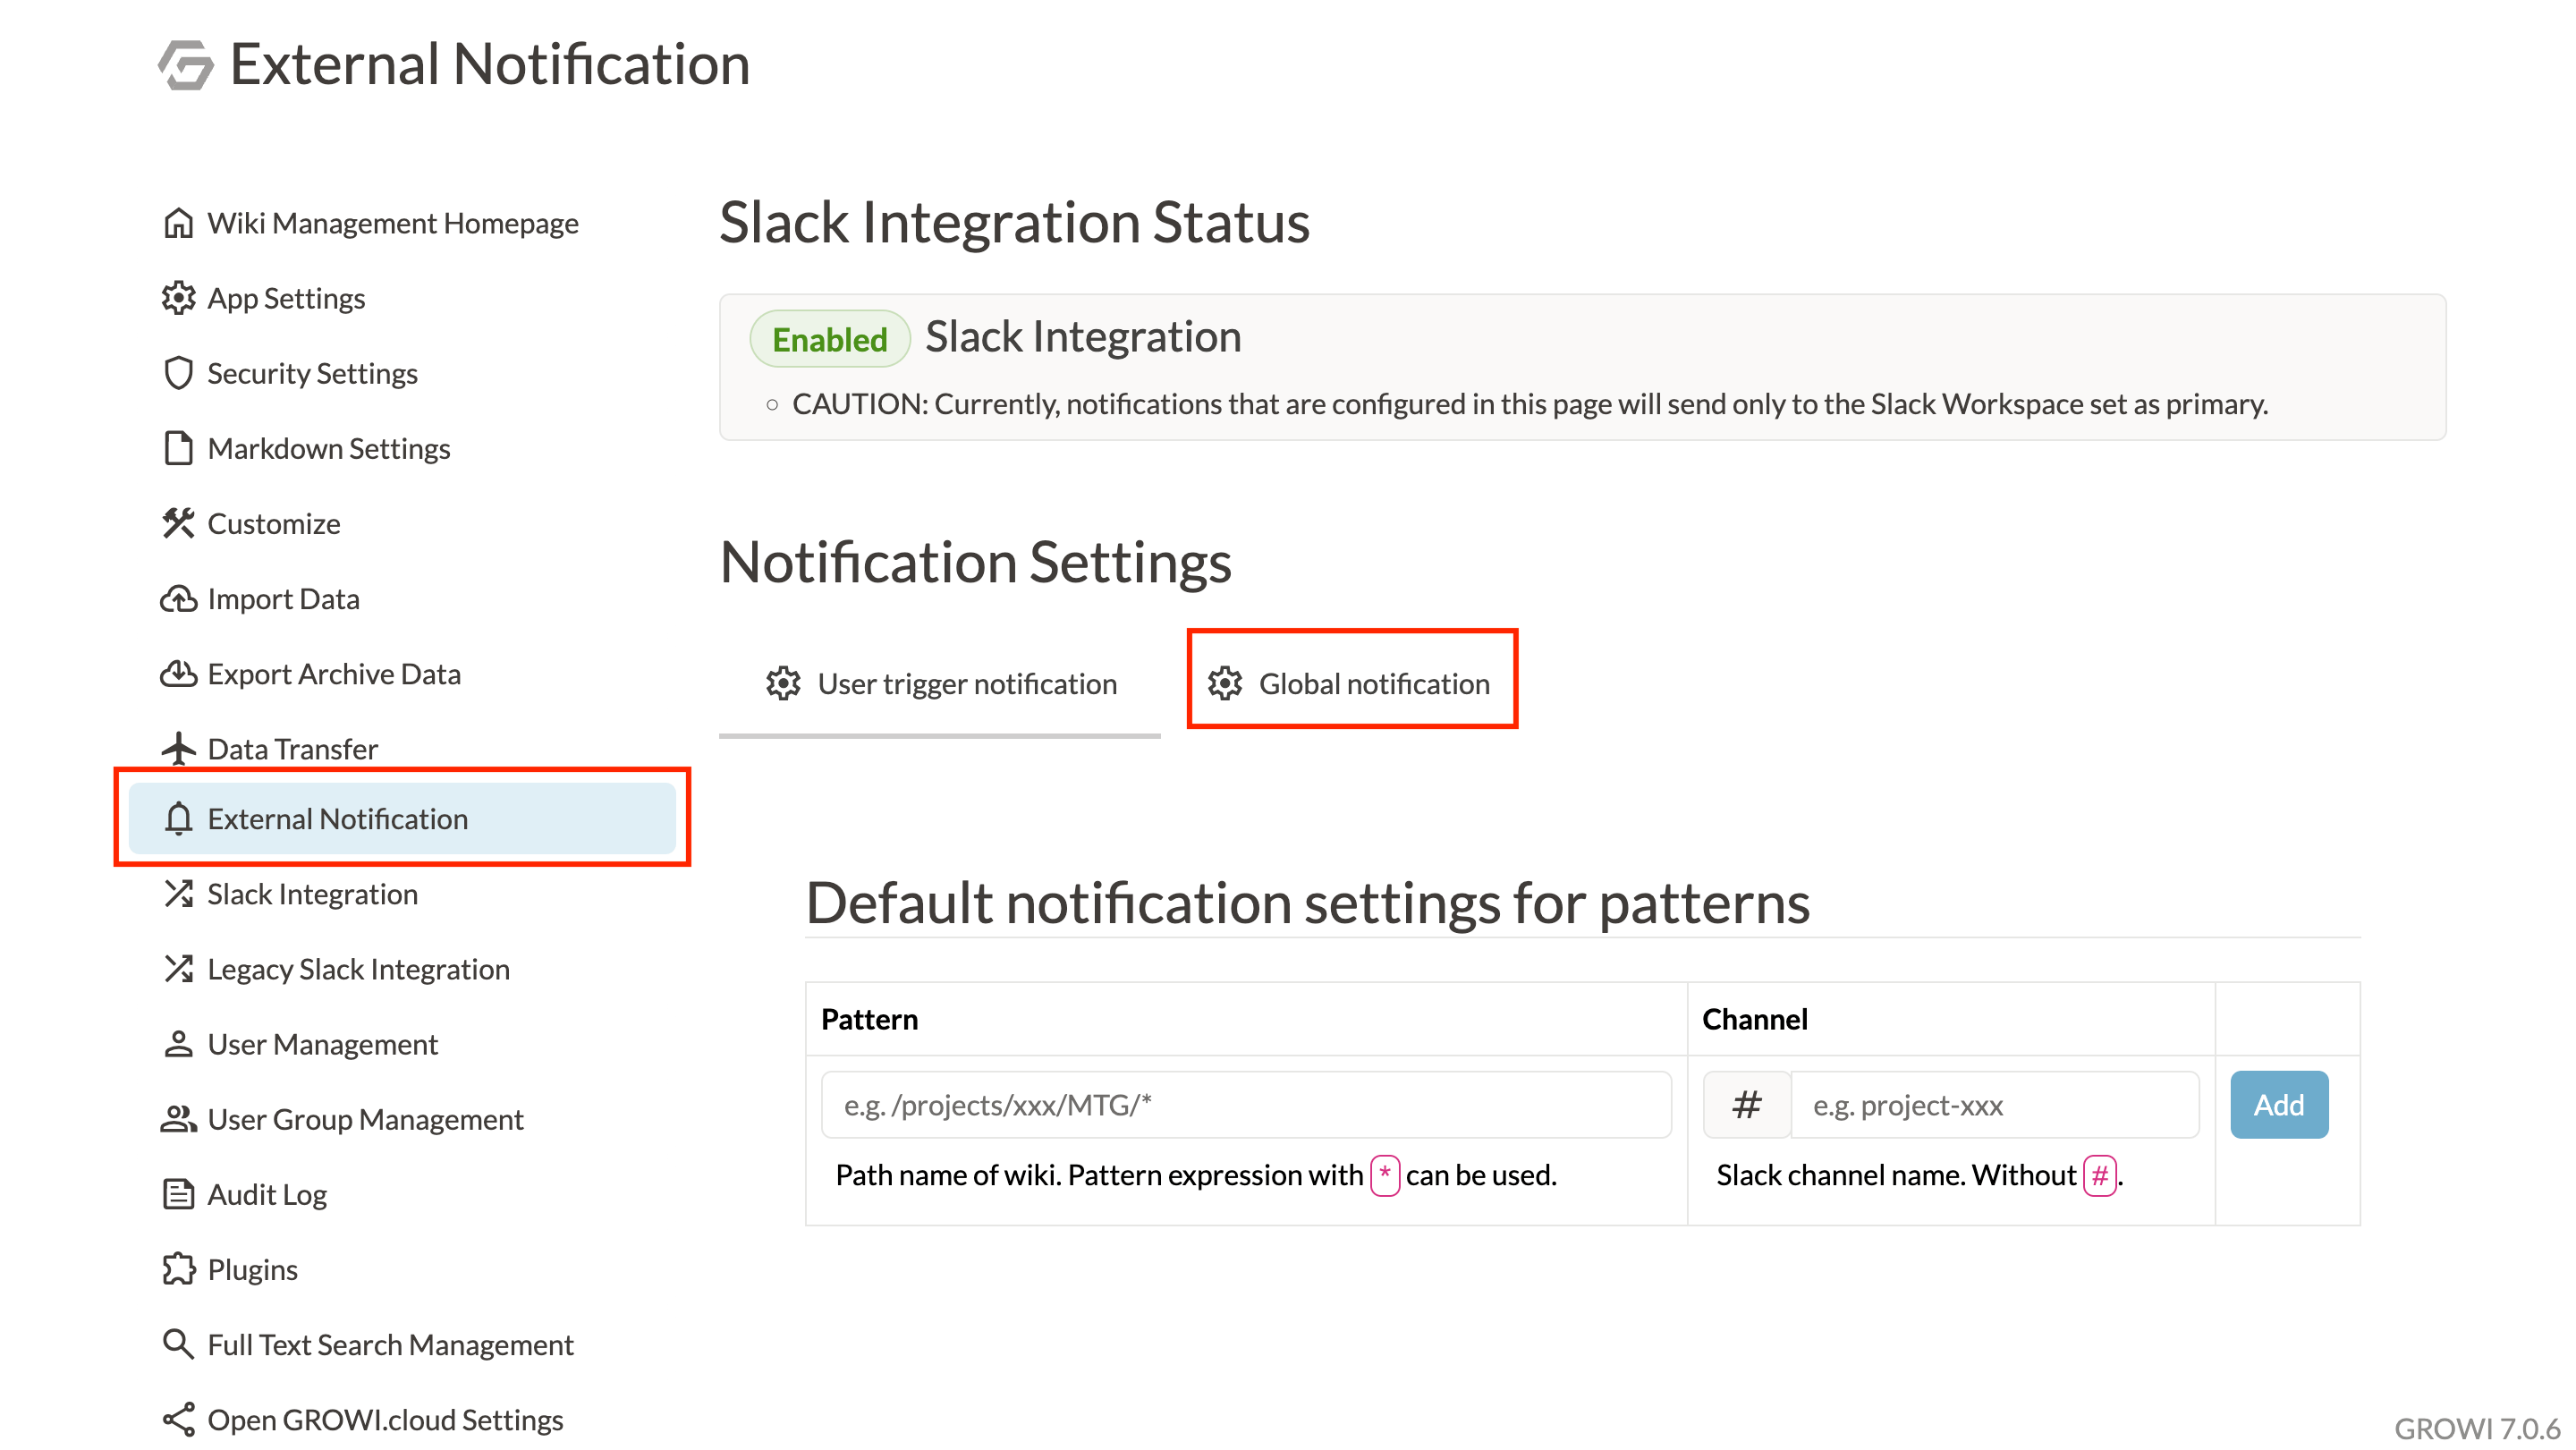 External Notification
Wiki Management Homepage
App Settings
Security Settings
Markdown Settings
Customize
Import Data
Export Archive Data
Data Transfer
External Notification
Slack Integration
Legacy Slack Integration
User Management
User Group Management
Audit Log
Plugins
Full Text Search Management
Open GROWI.cloud Settings
Slack Integration Status
Enabled Slack Integration
CAUTION: Currently, notifications that are configured in this page will send only to the Slack Workspace set as primary.
Notification Settings
User trigger notification Global notification
Default notification settings for patterns
Pattern Channel
e.g. /projects/xxx/MTG/* # e.g. project-xxx Add
Path name of wiki. Pattern expression with * can be used. Slack channel name. Without #.
GROWI 7.0.6